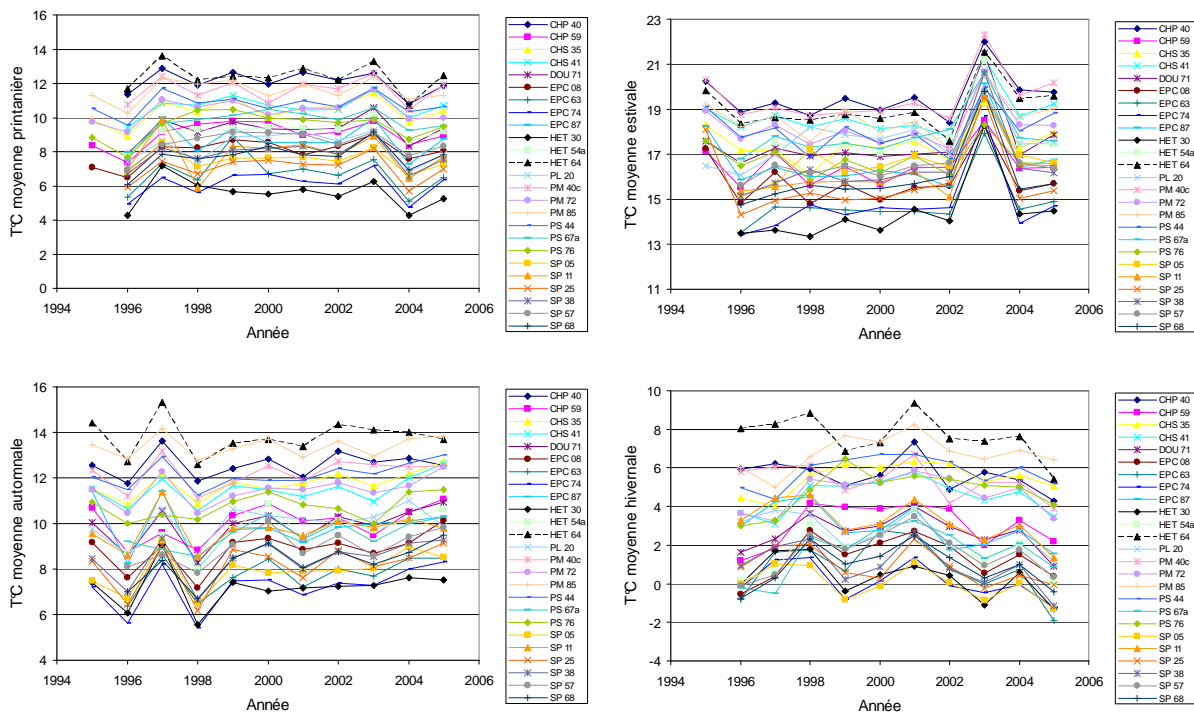 T°C moyenne printanière
16
14
12
10
8
6
4
2
0
1994 1996 1998 2000 2002 2004 2006
Année
CHP 40
CHP 59
CHS 35
CHS 41
DOU 71
EPC 08
EPC 63
EPC 74
EPC 87
HET 30
HET 54a
HET 64
PL 20
PM 40c
PM 72
PM 85
PS 44
PS 67a
PS 76
SP 05
SP 11
SP 25
SP 38
SP 57
SP 68
T°C moyenne estivale
23
21
19
17
15
13
11
1994 1996 1998 2000 2002 2004 2006
Année
CHP 40
CHP 59
CHS 35
CHS 41
DOU 71
EPC 08
EPC 63
EPC 74
EPC 87
HET 30
HET 54a
HET 64
PL 20
PM 40c
PM 72
PM 85
PS 44
PS 67a
PS 76
SP 05
SP 11
SP 25
SP 38
SP 57
SP 68
T°C moyenne automnale
16
14
12
10
8
6
4
1994 1996 1998 2000 2002 2004 2006
Année
CHP 40
CHP 59
CHS 35
CHS 41
DOU 71
EPC 08
EPC 63
EPC 74
EPC 87
HET 30
HET 54a
HET 64
PL 20
PM 40c
PM 72
PM 85
PS 44
PS 67a
PS 76
SP 05
SP 11
SP 25
SP 38
SP 57
SP 68
T°C moyenne hivernale
10
8
6
4
2
0
-2
-4
1994 1996 1998 2000 2002 2004 2006
Année
CHP 40
CHP 59
CHS 35
CHS 41
DOU 71
EPC 08
EPC 63
EPC 74
EPC 87
HET 30
HET 54a
HET 64
PL 20
PM 40c
PM 72
PM 85
PS 44
PS 67a
PS 76
SP 05
SP 11
SP 25
SP 38
SP 57
SP 68